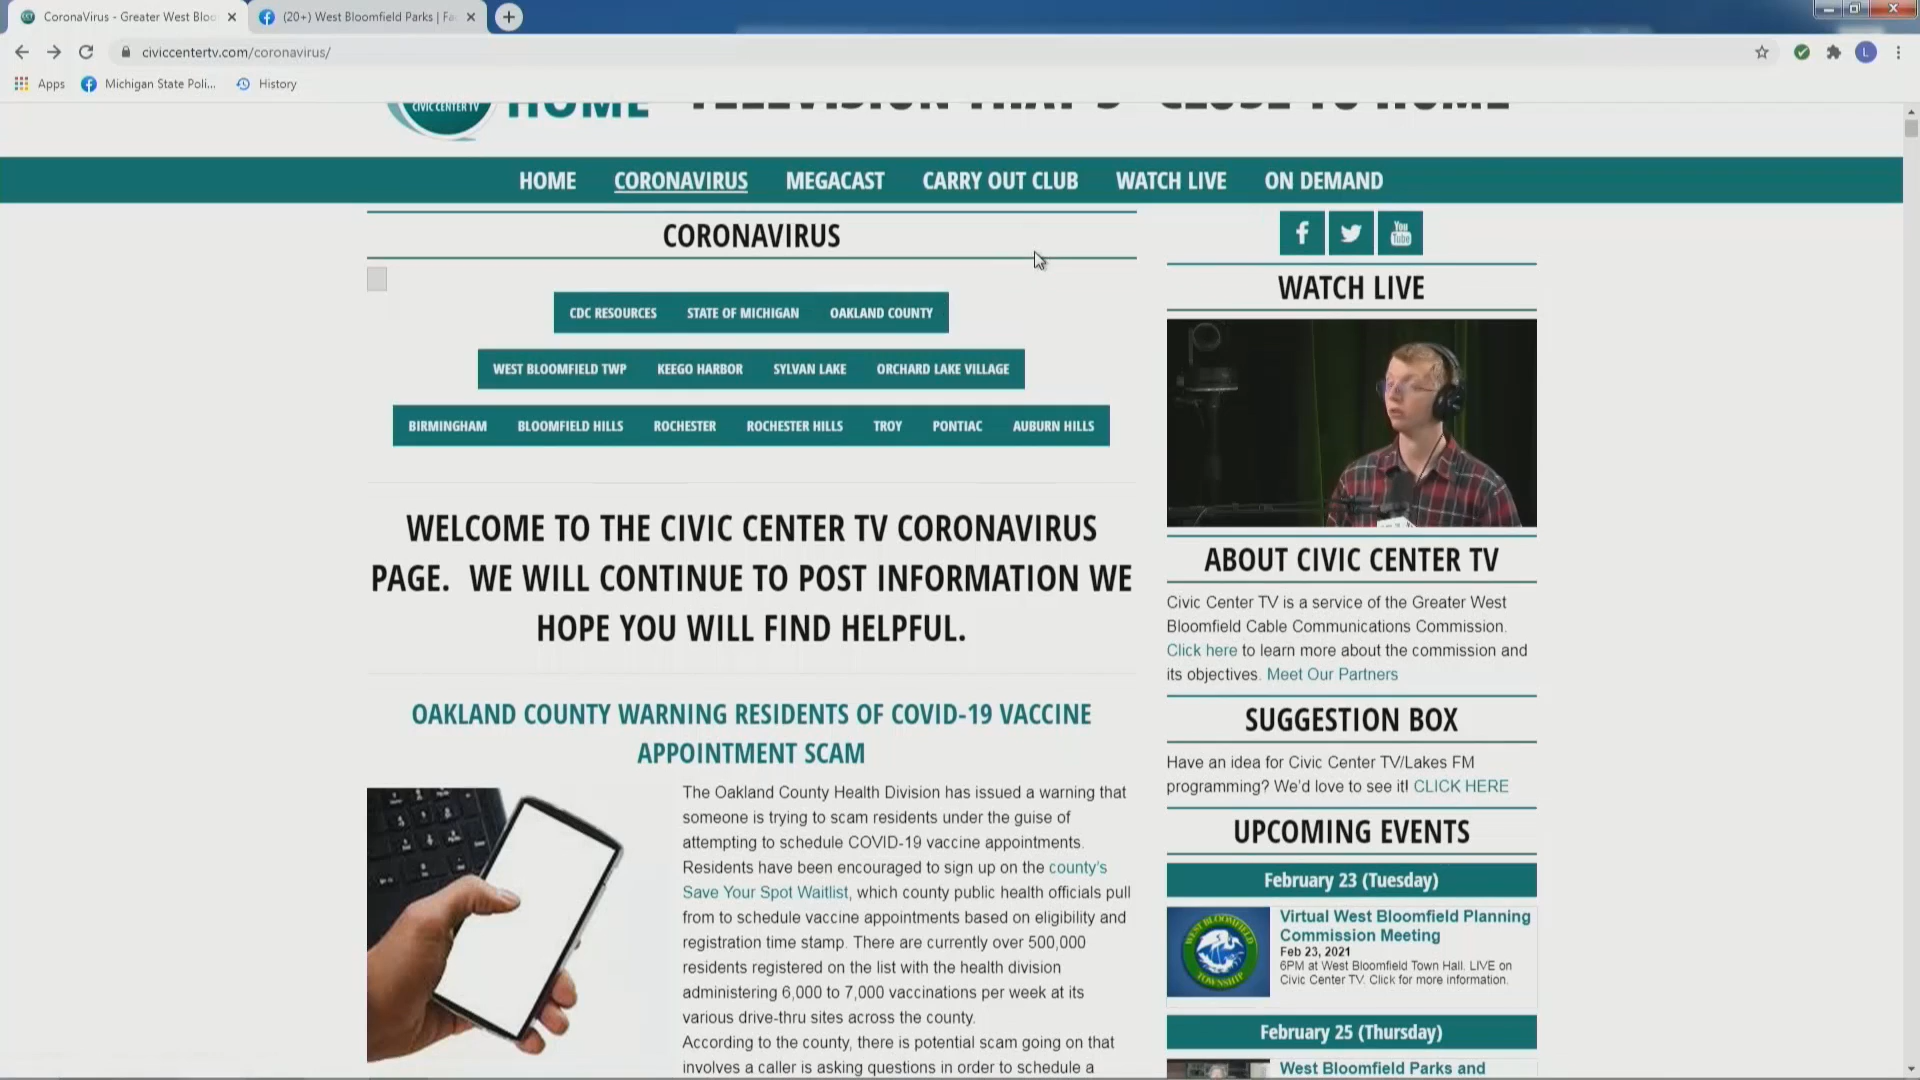 CoronaVirus - Greater West Bloo
(20+) West Bloomfield Parks | Fa
civiccentertv.com/coronavirus/
L
Apps
Michigan State Poli...
History
CIVIC CENTER TV
HOME
TELEVISION THAT'S "CLOSE TO HOME"
HOME CORONAVIRUS MEGACAST CARRY OUT CLUB WATCH LIVE ON DEMAND
CORONAVIRUS
CDC RESOURCES STATE OF MICHIGAN OAKLAND COUNTY
WEST BLOOMFIELD TWP KEEGO HARBOR SYLVAN LAKE ORCHARD LAKE VILLAGE
BIRMINGHAM BLOOMFIELD HILLS ROCHESTER ROCHESTER HILLS TROY PONTIAC AUBURN HILLS
WELCOME TO THE CIVIC CENTER TV CORONAVIRUS
PAGE. WE WILL CONTINUE TO POST INFORMATION WE
HOPE YOU WILL FIND HELPFUL.
OAKLAND COUNTY WARNING RESIDENTS OF COVID-19 VACCINE
APPOINTMENT SCAM
The Oakland County Health Division has issued a warning that
someone is trying to scam residents under the guise of
attempting to schedule COVID-19 vaccine appointments.
Residents have been encouraged to sign up on the county's
Save Your Spot Waitlist, which county public health officials pull
from to schedule vaccine appointments based on eligibility and
registration time stamp. There are currently over 500,000
residents registered on the list with the health division
administering 6,000 to 7,000 vaccinations per week at its
various drive-thru sites across the county.
According to the county, there is potential scam going on that
involves a caller is asking questions in order to schedule a
You
Tube
WATCH LIVE
ABOUT CIVIC CENTER TV
Civic Center TV is a service of the Greater West
Bloomfield Cable Communications Commission.
Click here to learn more about the commission and
its objectives. Meet Our Partners
SUGGESTION BOX
Have an idea for Civic Center TV/Lakes FM
programming? We'd love to see it! CLICK HERE
UPCOMING EVENTS
February 23 (Tuesday)
WEST BLOOMFIELD
TOWNSHIP
Virtual West Bloomfield Planning
Commission Meeting
Feb 23, 2021
6PM at West Bloomfield Town Hall. LIVE on
Civic Center TV. Click for more information.
February 25 (Thursday)
West Bloomfield Parks and